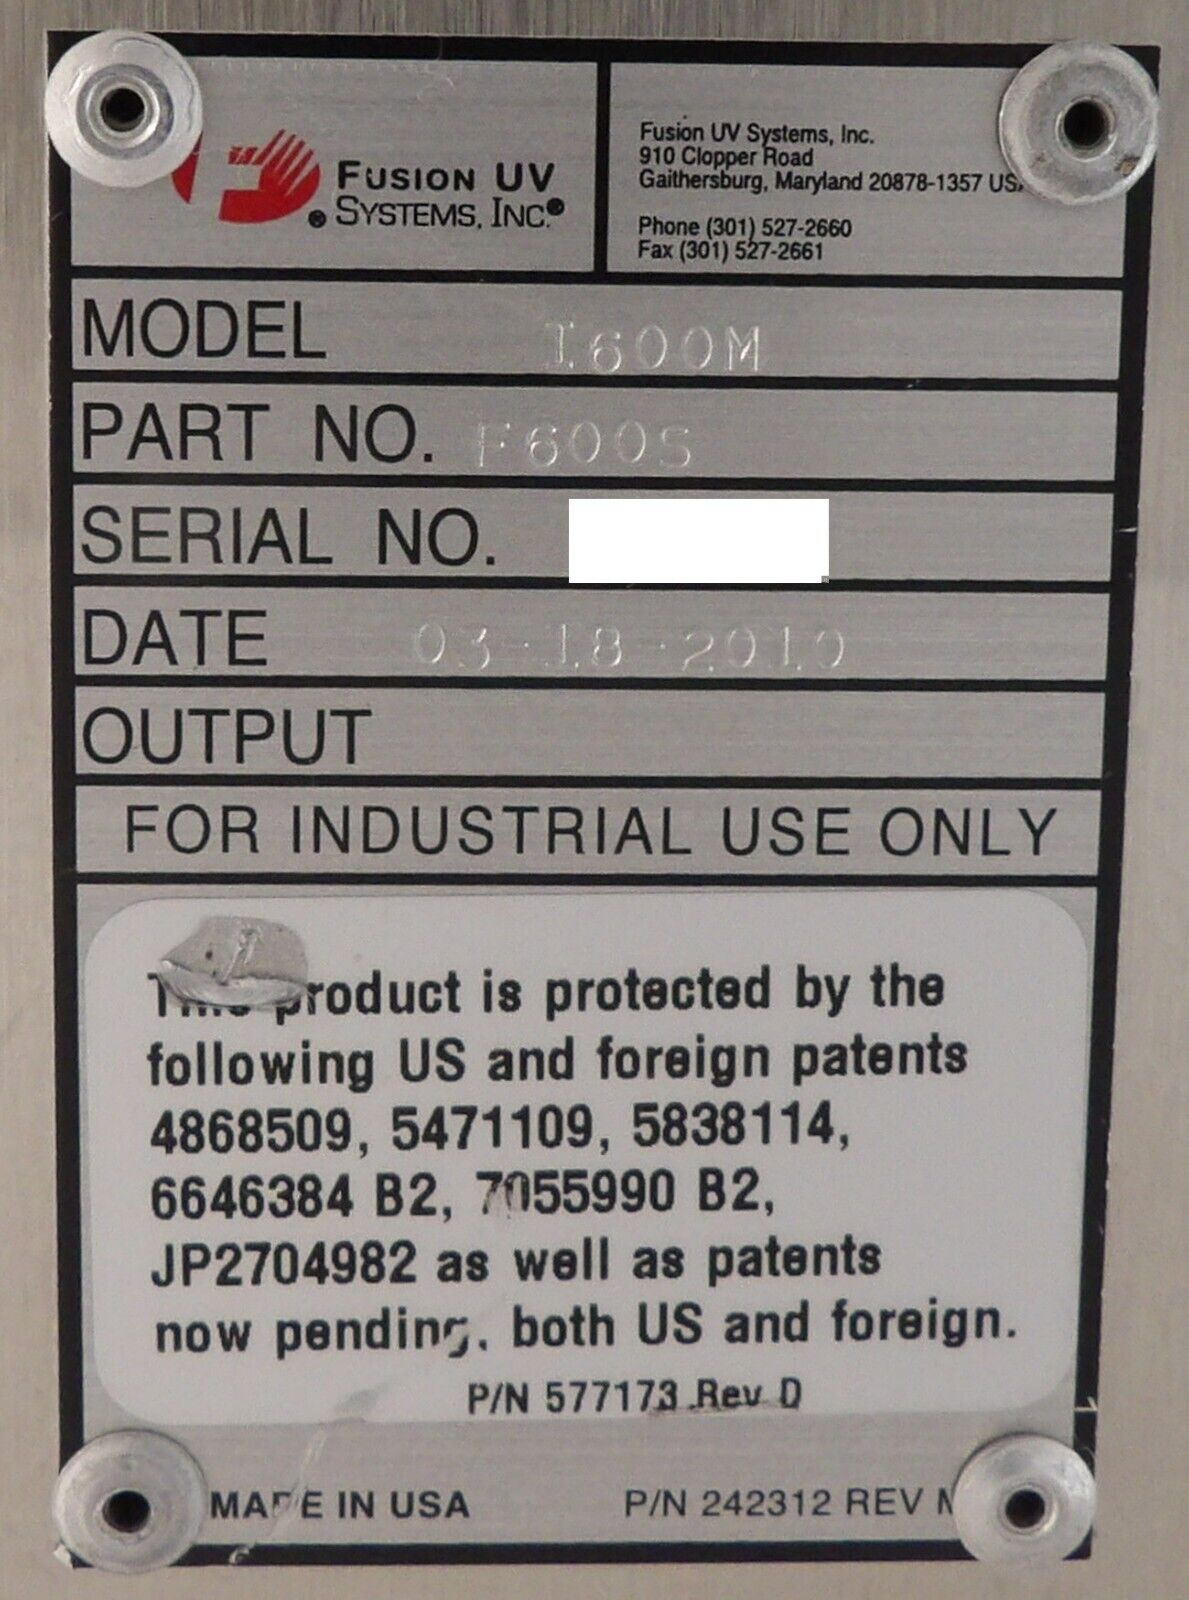 FUSION UV
SYSTEMS, INC.®
Fusion UV Systems, Inc.
910 Clopper Road
Gaithersburg, Maryland 20878-1357
Phone (301) 527-2660
Fax (301) 527-2661
MODEL I600M
PART NO. F600S
SERIAL NO.
DATE 03-18-2010
OUTPUT
FOR INDUSTRIAL USE ONLY
This product is protected by the
following US and foreign patents
4868509, 5471109, 5838114,
6646384 B2, 7055990 B2,
JP2704982 as well as patents
now pending, both US and foreign.
P/N 577173 Rev D
MADE IN USA
P/N 242312 REV